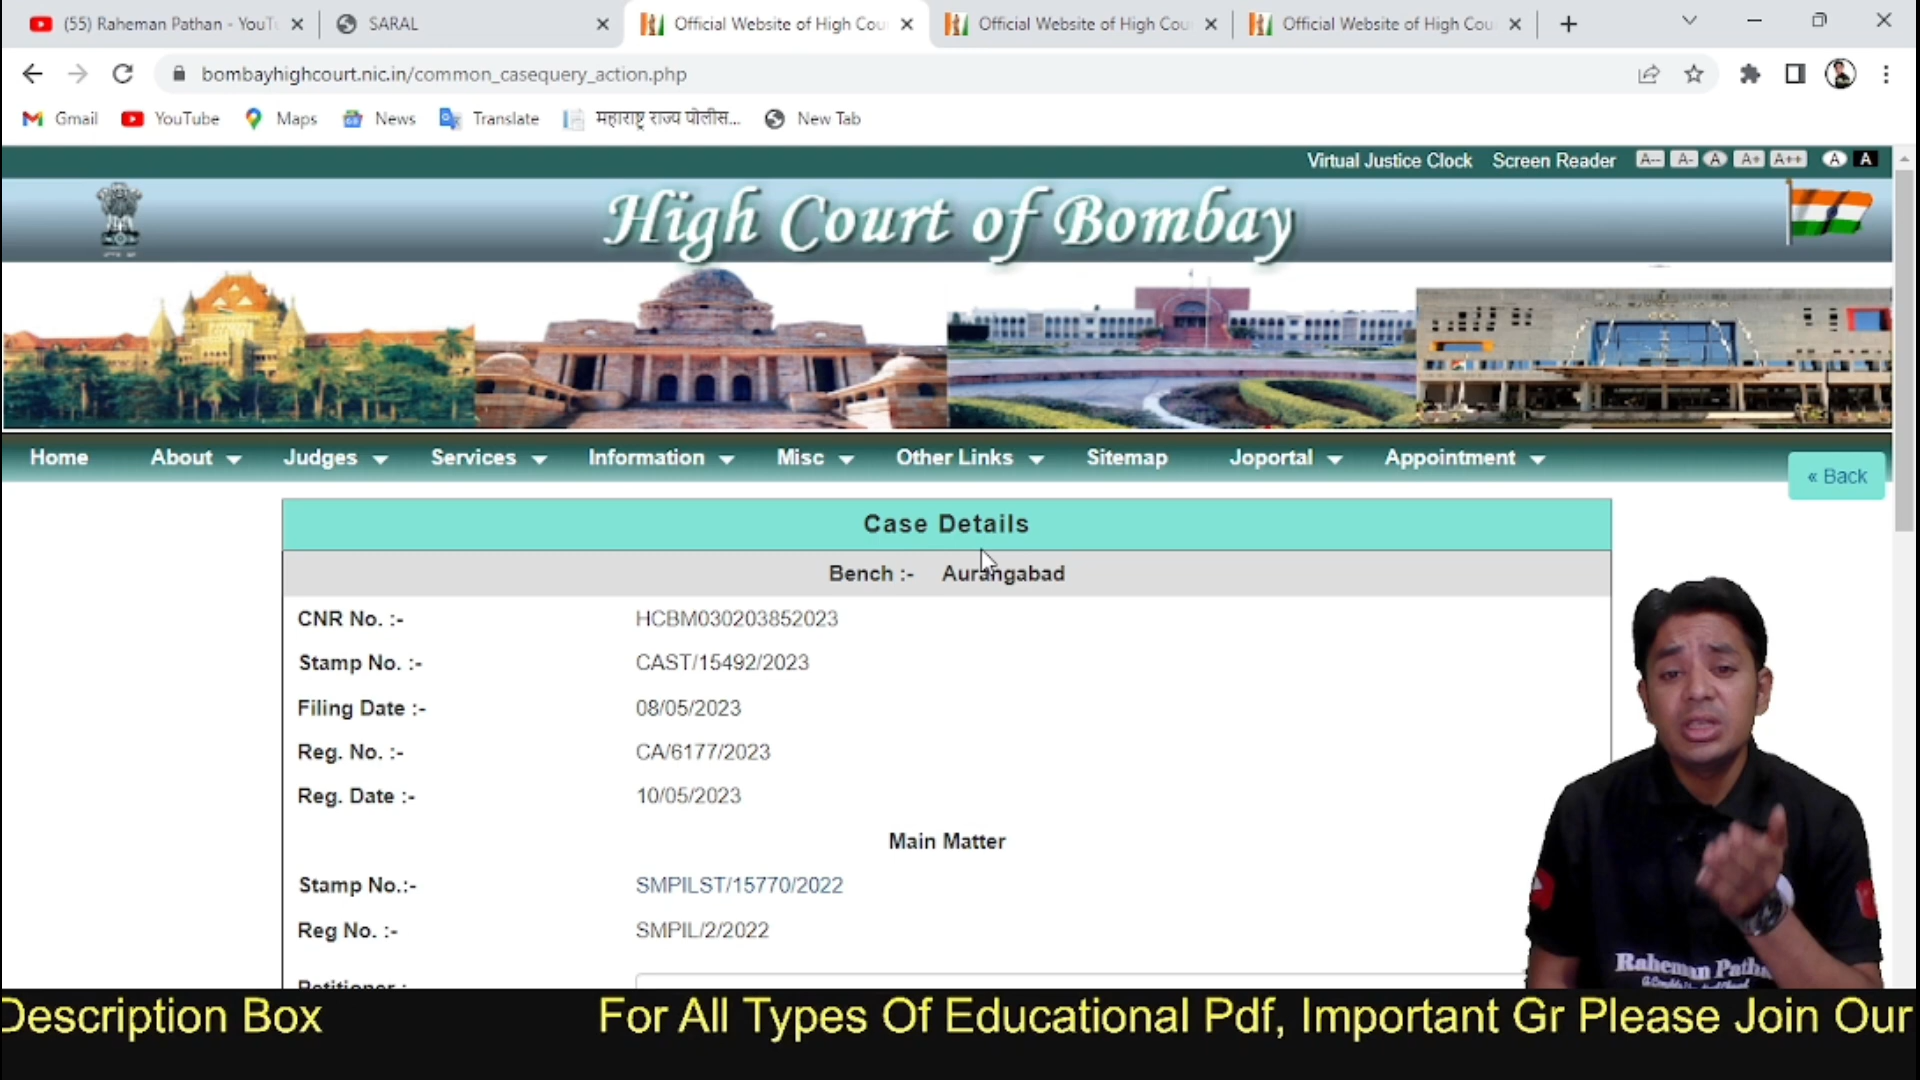 (55) Raheman Pathan - YouT
SARAL
Official Website of High Cou
Official Website of High Cou
Official Website of High Cou
bombayhighcourt.nic.in/common_casequery_action.php
Gmail YouTube Maps News Translate महाराष्ट्र राज्य पोलीस... New Tab
Virtual Justice Clock Screen Reader A-- A- A A+ A++ A A
High Court of Bombay
Home About Judges Services Information Misc Other Links Sitemap Joportal Appointment
« Back
Case Details
Bench :- Aurangabad
CNR No. :- HCBM030203852023
Stamp No. :- CAST/15492/2023
Filing Date :- 08/05/2023
Reg. No. :- CA/6177/2023
Reg. Date :- 10/05/2023
Main Matter
Stamp No.:- SMPILST/15770/2022
Reg No. :- SMPIL/2/2022
Petitioner :
Raheman Patha
Description Box For All Types Of Educational Pdf, Important Gr Please Join Our